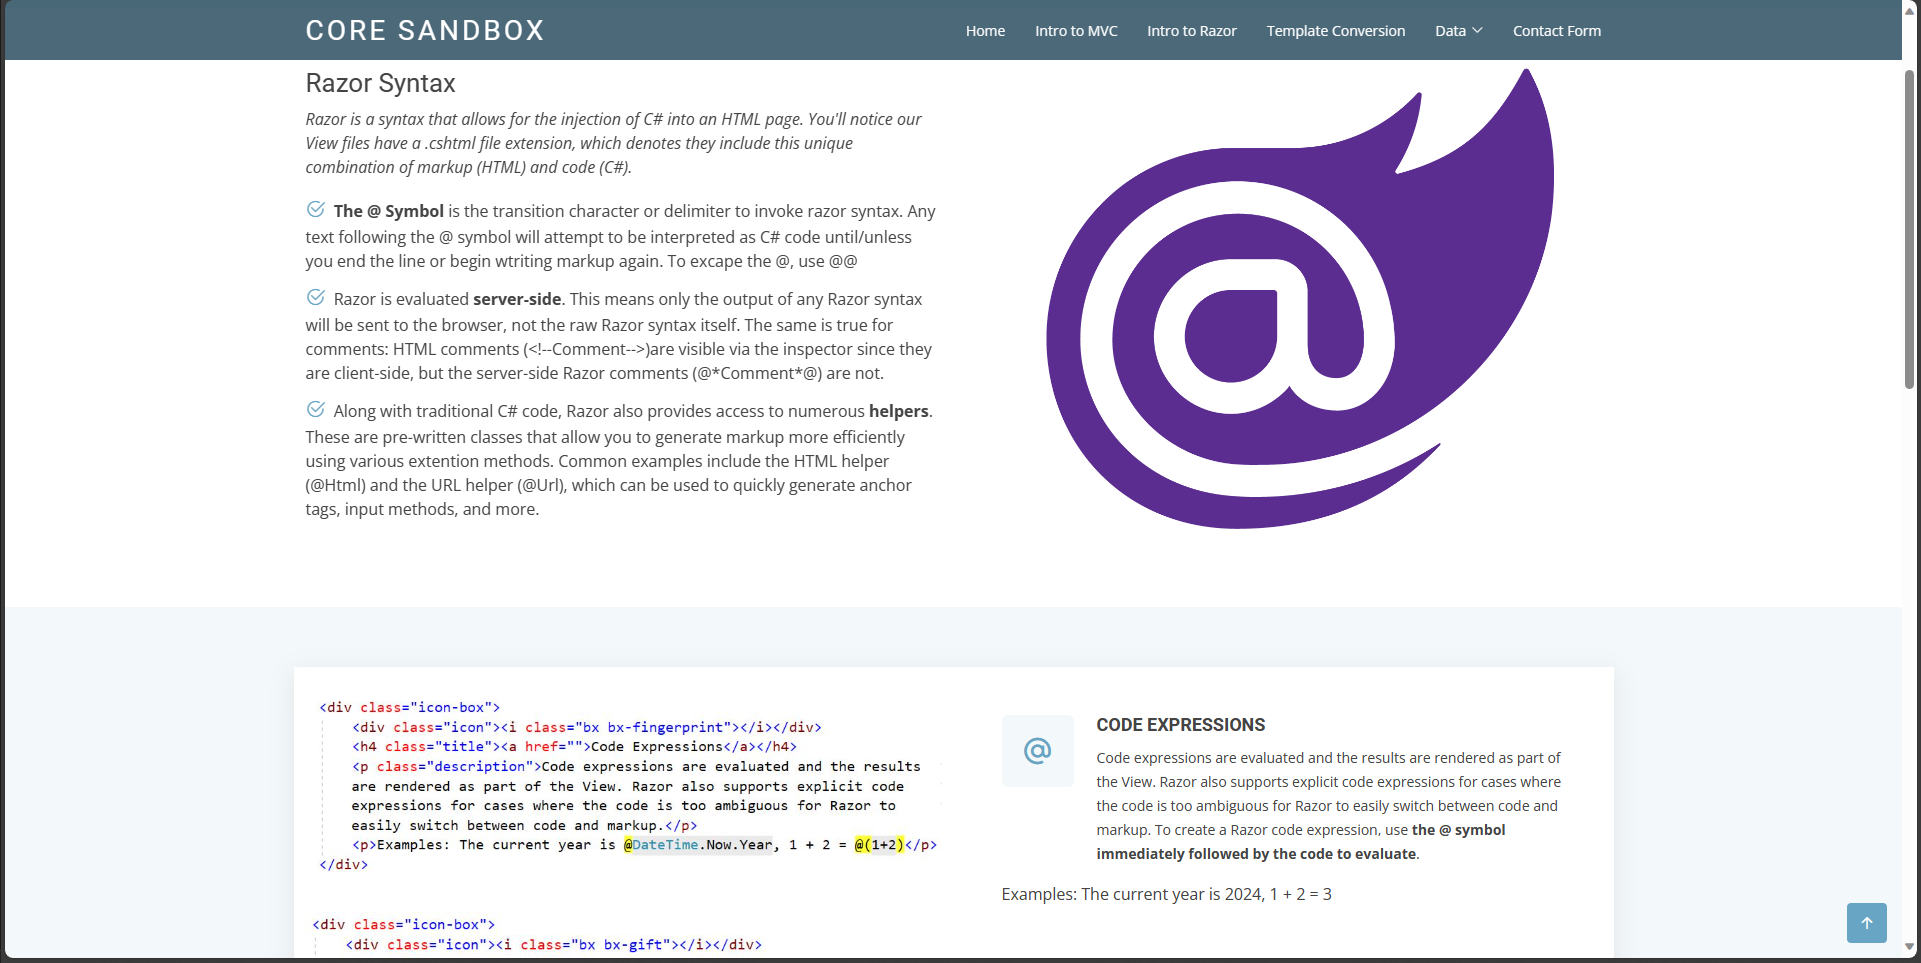 CORE SANDBOX
Home Intro to MVC Intro to Razor Template Conversion Data Contact Form
Razor Syntax
Razor is a syntax that allows for the injection of C# into an HTML page. You'll notice our
View files have a .cshtml file extension, which denotes they include this unique
combination of markup (HTML) and code (C#).
The @ Symbol is the transition character or delimiter to invoke razor syntax. Any
text following the @ symbol will attempt to be interpreted as C# code until/unless
you end the line or begin wtriting markup again. To excape the @, use @@
Razor is evaluated server-side. This means only the output of any Razor syntax
will be sent to the browser, not the raw Razor syntax itself. The same is true for
comments: HTML comments (<!--Comment-->)are visible via the inspector since they
are client-side, but the server-side Razor comments (@*Comment*@) are not.
Along with traditional C# code, Razor also provides access to numerous helpers.
These are pre-written classes that allow you to generate markup more efficiently
using various extention methods. Common examples include the HTML helper
(@Html) and the URL helper (@Url), which can be used to quickly generate anchor
tags, input methods, and more.
<div class="icon-box">
<div class="icon"><i class="bx bx-fingerprint"></i></div>
<h4 class="title"><a href="">Code Expressions</a></h4>
<p class="description">Code expressions are evaluated and the results
are rendered as part of the View. Razor also supports explicit code
expressions for cases where the code is too ambiguous for Razor to
easily switch between code and markup.</p>
<p>Examples: The current year is @DateTime.Now.Year, 1 + 2 = @(1+2)</p>
</div>
<div class="icon-box">
<div class="icon"><i class="bx bx-gift"></i></div>
@
CODE EXPRESSIONS
Code expressions are evaluated and the results are rendered as part of
the View. Razor also supports explicit code expressions for cases where
the code is too ambiguous for Razor to easily switch between code and
markup. To create a Razor code expression, use the @ symbol
immediately followed by the code to evaluate.
Examples: The current year is 2024, 1 + 2 = 3